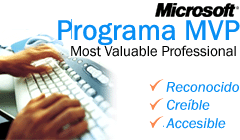 Microsoft®
Programa MVP
Most Valuable Professional
Reconocido
Creíble
Accesible